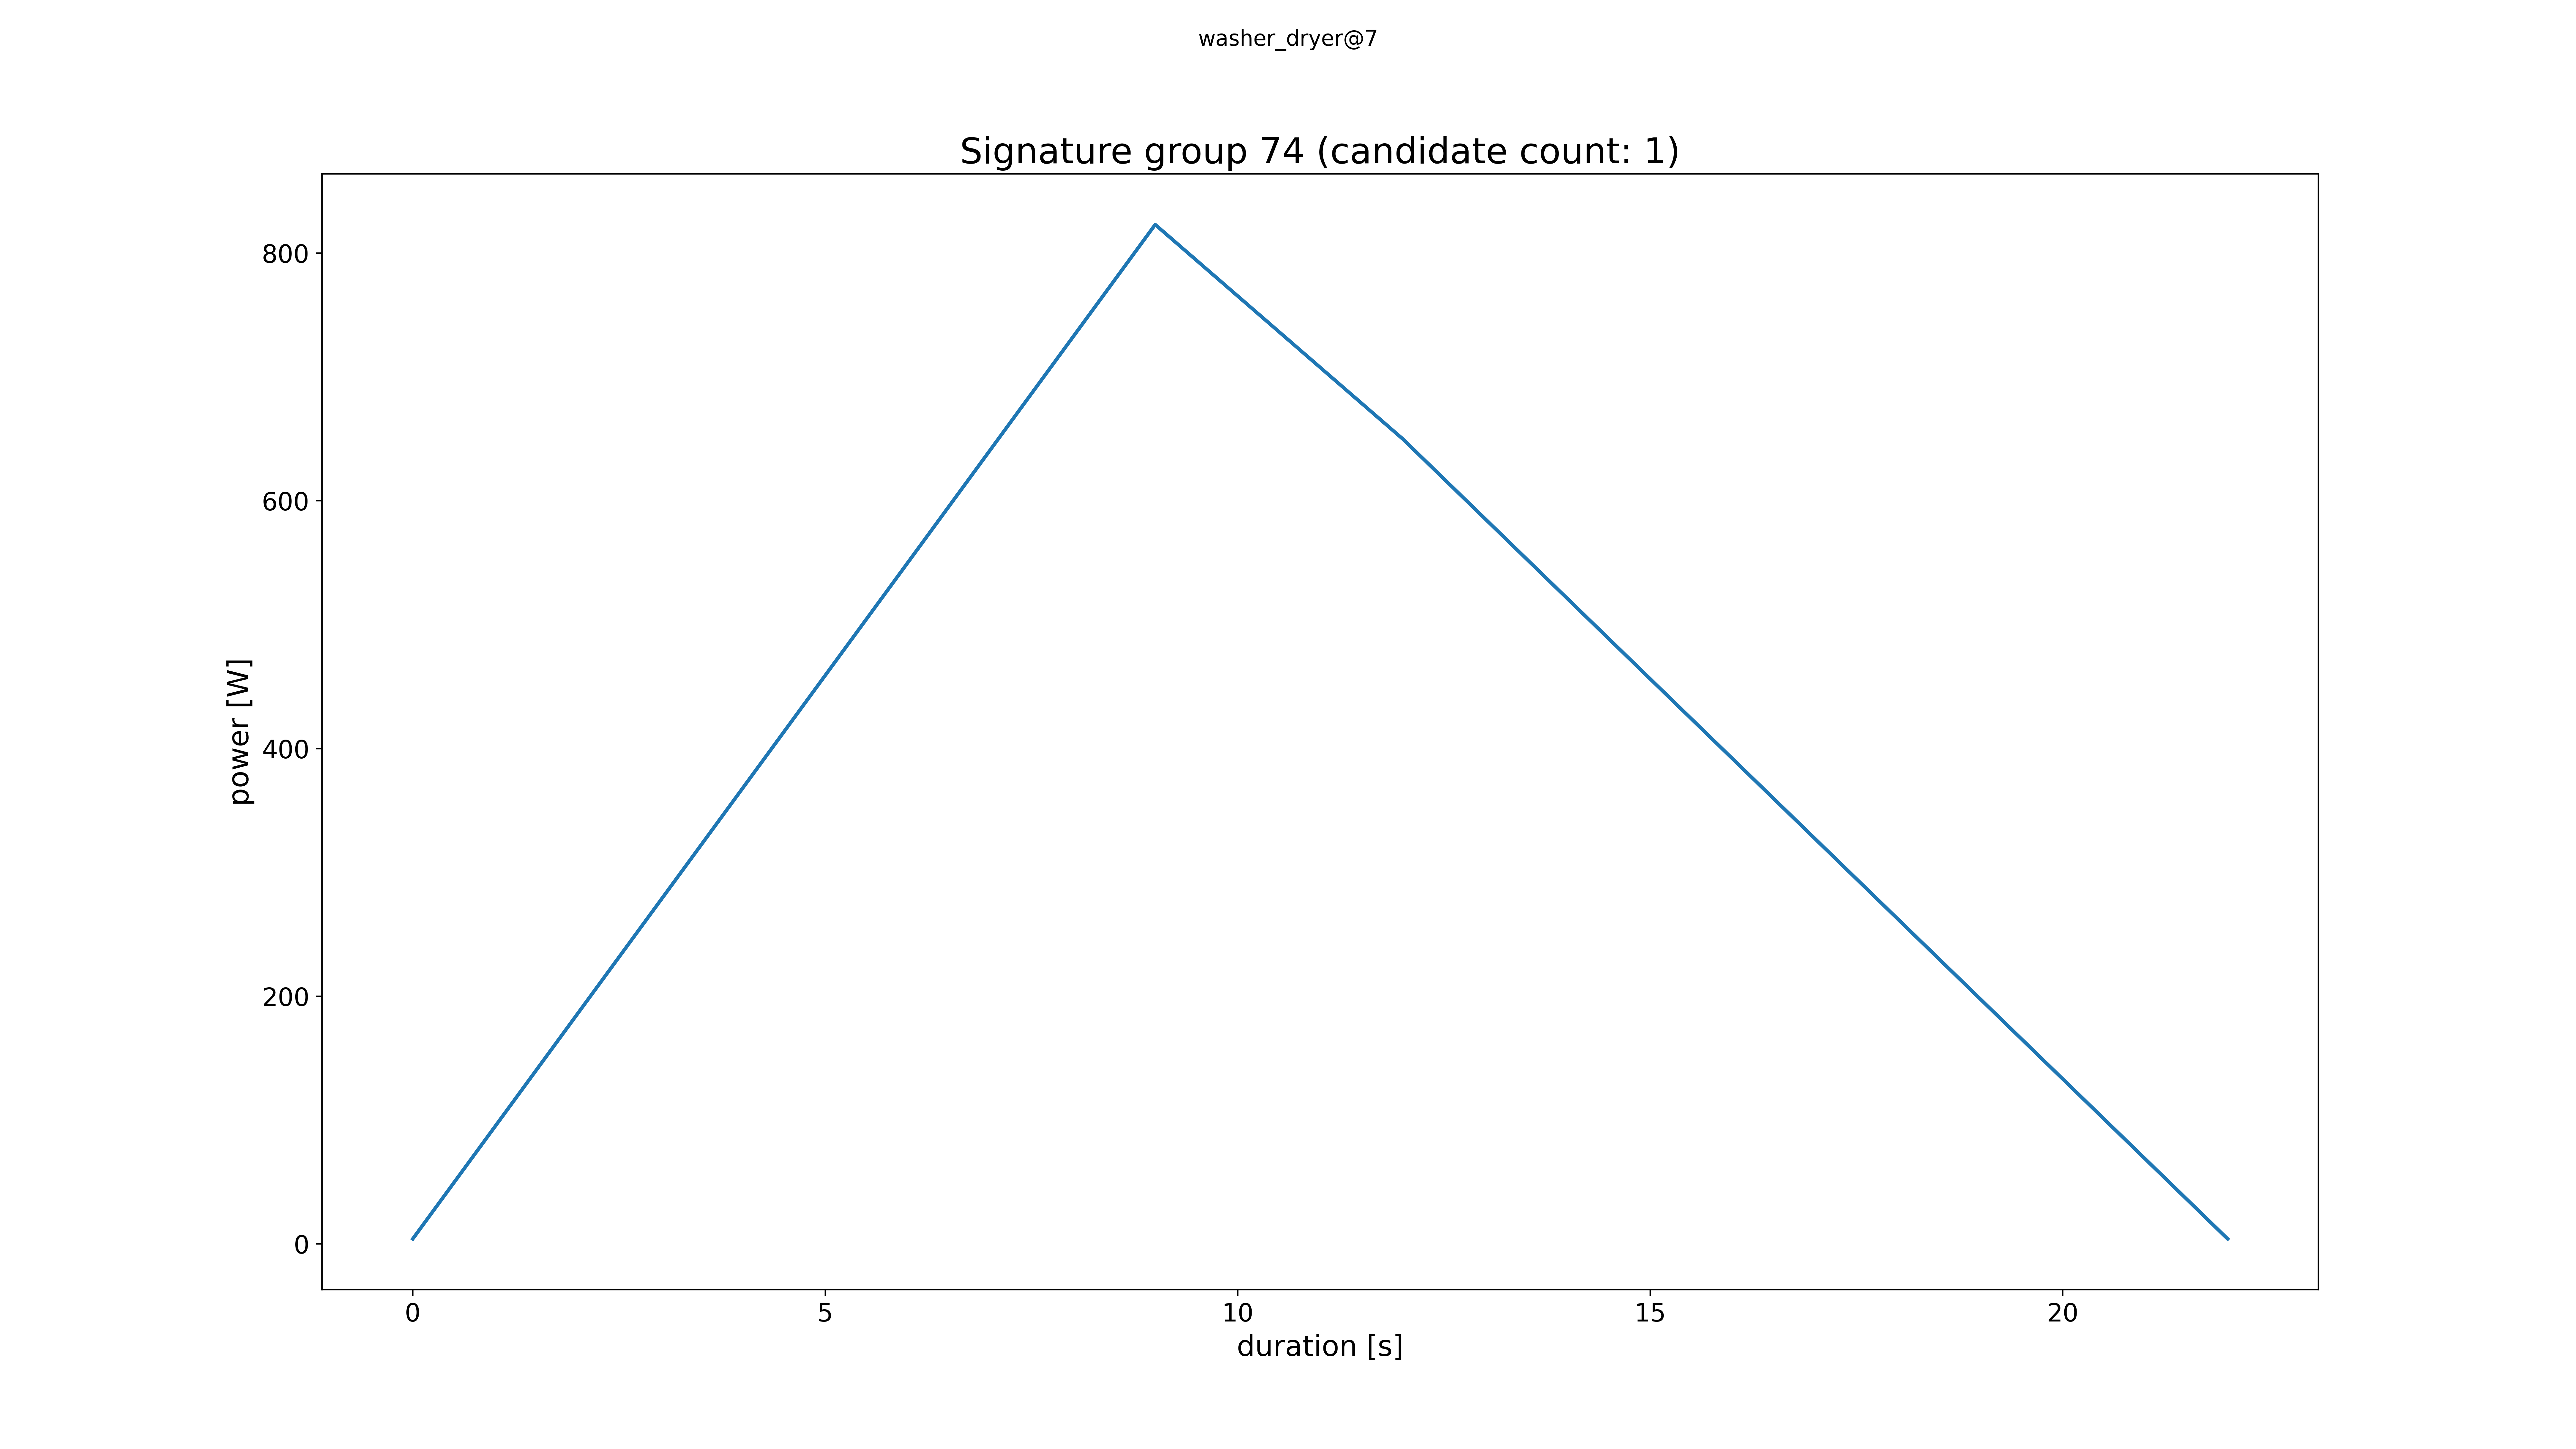 washer_dryer@7
Signature group 74 (candidate count: 1)
800
600
400
200
0
power [W]
0 5 10 15 20
duration [s]